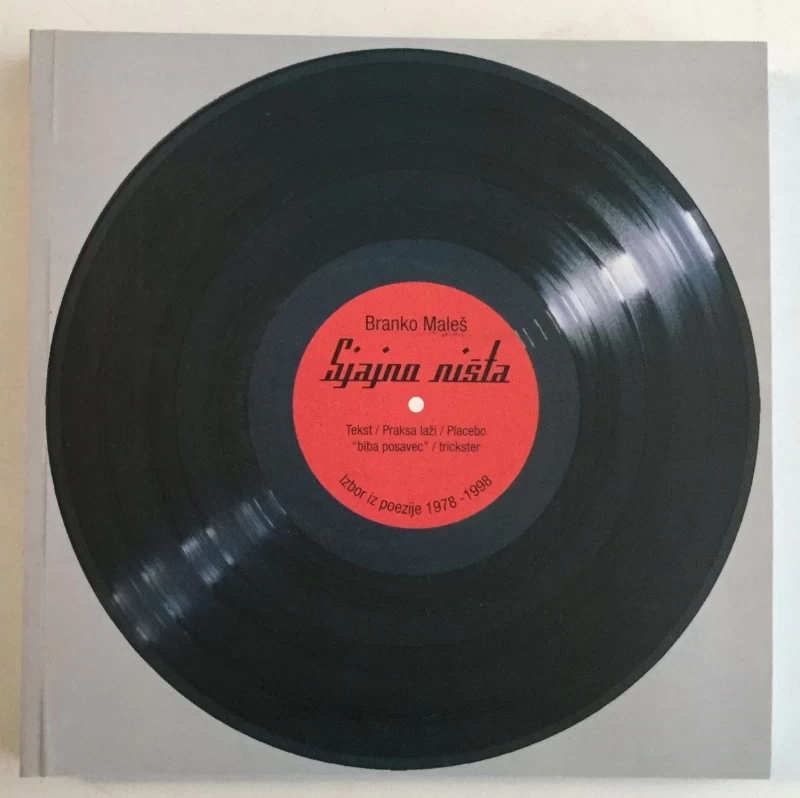 Branko Maleš
Sjajno ništa
Tekst / Praksa laži / Placebo
"biba posavec" / trickster
Izbor iz poezije 1978 -1998